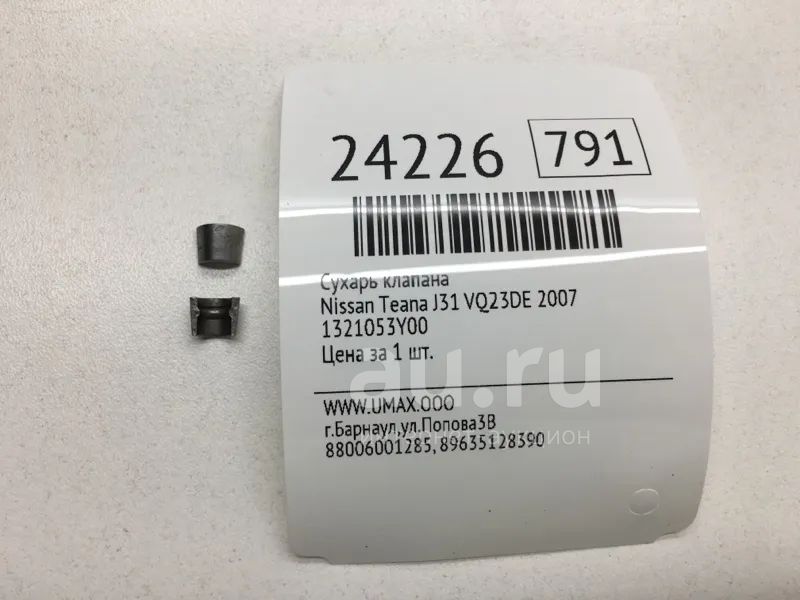 24226 791
Сухарь клапана
Nissan Teana J31 VQ23DE 2007
1321053Y00
Цена за 1 шт.
au.ru
WWW.UMAX.OOO
г.Барнаул,ул.Попова3В
88006001285, 89635128390